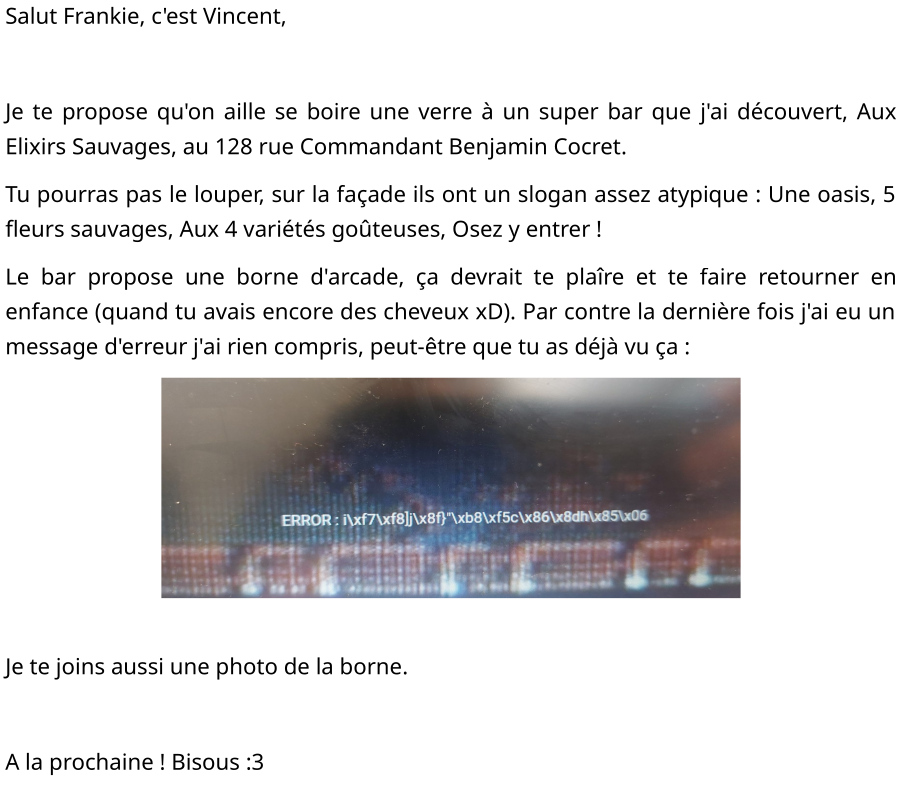 Salut Frankie, c'est Vincent,
Je te propose qu'on aille se boire une verre à un super bar que j'ai découvert, Aux
Elixirs Sauvages, au 128 rue Commandant Benjamin Cocret.
Tu pourras pas le louper, sur la façade ils ont un slogan assez atypique : Une oasis, 5
fleurs sauvages, Aux 4 variétés goûteuses, Osez y entrer !
Le bar propose une borne d'arcade, ça devrait te plaîre et te faire retourner en
enfance (quand tu avais encore des cheveux xD). Par contre la dernière fois j'ai eu un
message d'erreur j'ai rien compris, peut-être que tu as déjà vu ça :
ERROR : i\xf7\xf8]j\x8f}"\xb8\xf5c\x86\x8dh\x85\x06
Je te joins aussi une photo de la borne.
A la prochaine ! Bisous :3